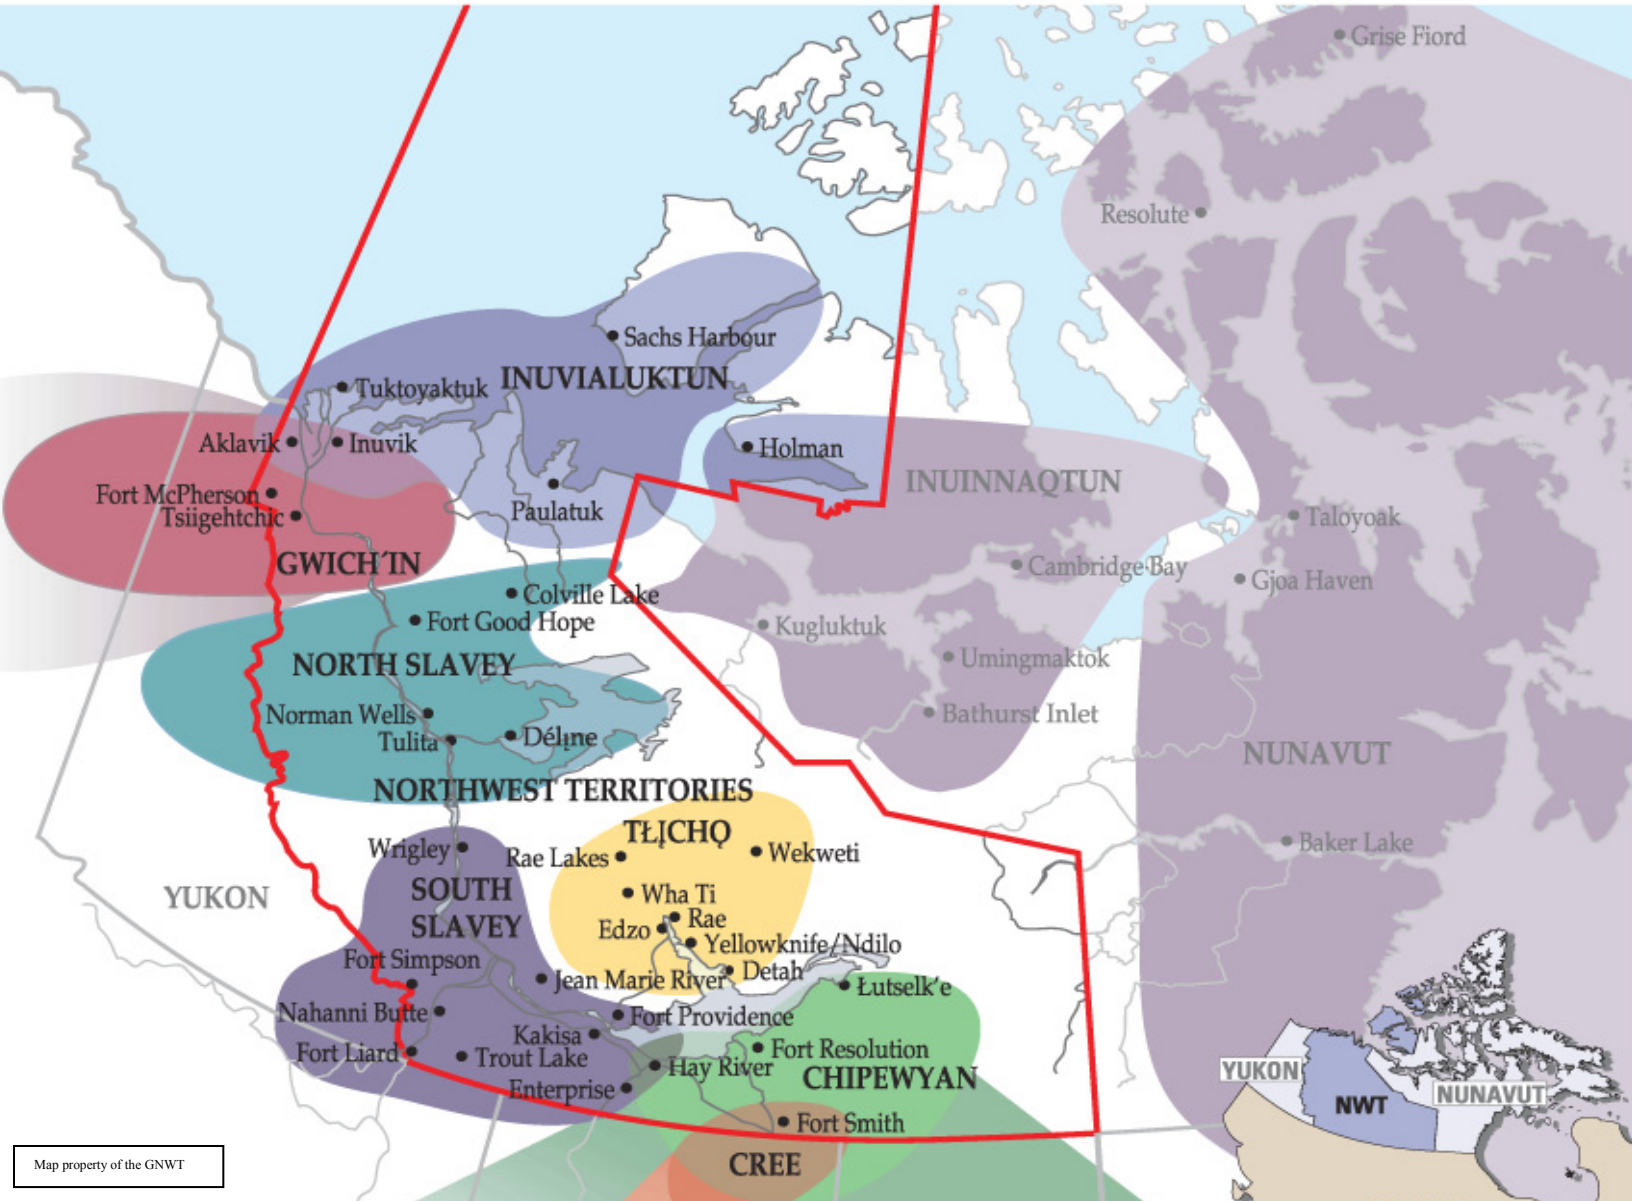 Grise Fiord
Resolute
Sachs Harbour
INUVIALUKTUN
Tuktoyaktuk
Aklavik
Inuvik
Holman
INUINNAQTUN
Fort McPherson
Tsiigehtchic
Paulatuk
Taloyoak
GWICH´IN
Cambridge Bay
Gjoa Haven
Colville Lake
Fort Good Hope
Kugluktuk
NORTH SLAVEY
Umingmaktok
Norman Wells
Bathurst Inlet
Tulita
Délįne
NUNAVUT
NORTHWEST TERRITORIES
TŁĮCHǪ
Wrigley
Rae Lakes
Wekweti
Baker Lake
YUKON
SOUTH
SLAVEY
Wha Ti
Rae
Edzo
Yellowknife/Ndilo
Fort Simpson
Detah
Jean Marie River
Łutselk'e
Nahanni Butte
Fort Providence
Kakisa
Fort Liard
Trout Lake
Fort Resolution
Hay River
CHIPEWYAN
Enterprise
Fort Smith
CREE
YUKON
NWT
NUNAVUT
Map property of the GNWT